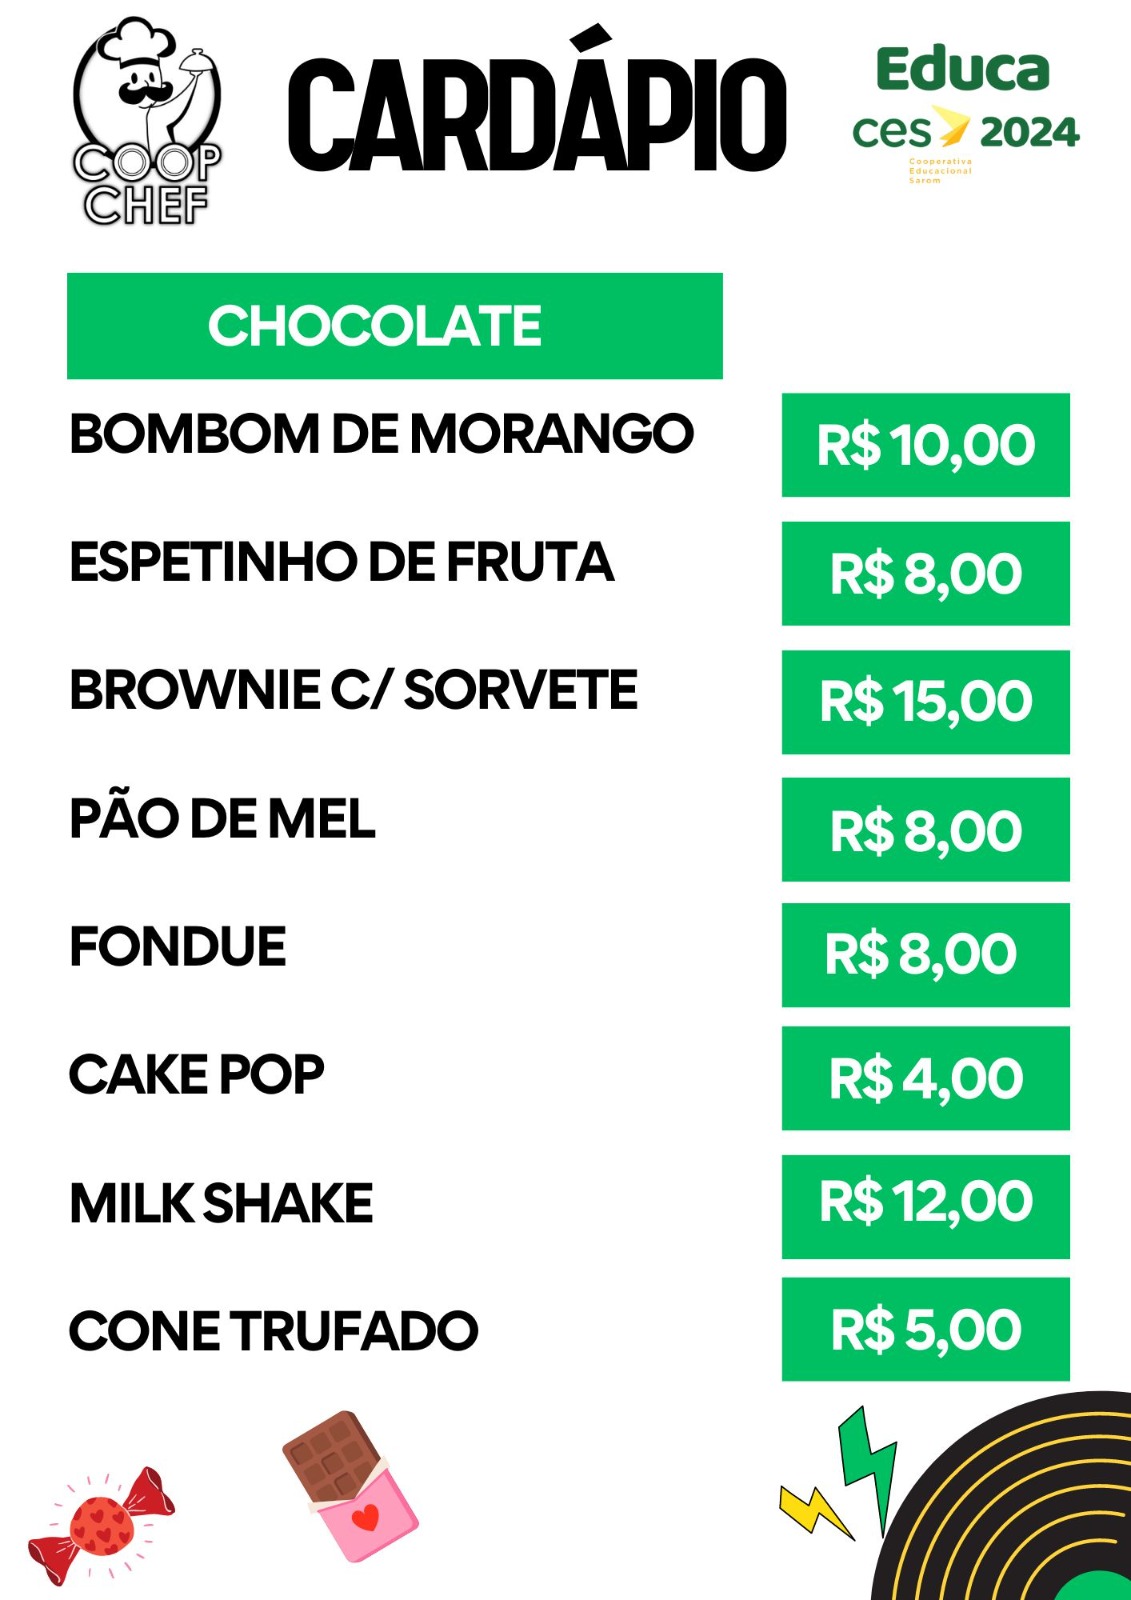 COOP
CHEF
CARDÁPIO
Educa
ces 2024
Cooperativa
Educacional
Sarom
CHOCOLATE
BOMBOM DE MORANGO R$ 10,00
ESPETINHO DE FRUTA R$ 8,00
BROWNIE C/ SORVETE R$ 15,00
PÃO DE MEL R$ 8,00
FONDUE R$ 8,00
CAKE POP R$ 4,00
MILK SHAKE R$ 12,00
CONE TRUFADO R$ 5,00